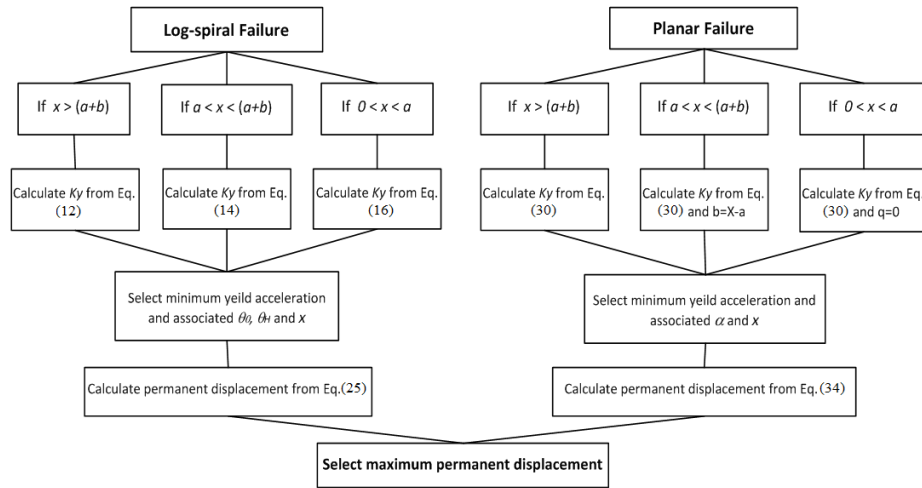 Log-spiral Failure
Planar Failure
If x > (a+b)
If a < x < (a+b)
If 0 < x < a
If x > (a+b)
If a < x < (a+b)
If 0 < x < a
Calculate Ky from Eq.
(12)
Calculate Ky from Eq.
(14)
Calculate Ky from Eq.
(16)
Calculate Ky from Eq.
(30)
Calculate Ky from Eq.
(30) and b=X-a
Calculate Ky from Eq.
(30) and q=0
Select minimum yeild acceleration
and associated θ0, θH and x
Select minimum yeild acceleration and
associated α and x
Calculate permanent displacement from Eq.(25)
Calculate permanent displacement from Eq.(34)
Select maximum permanent displacement